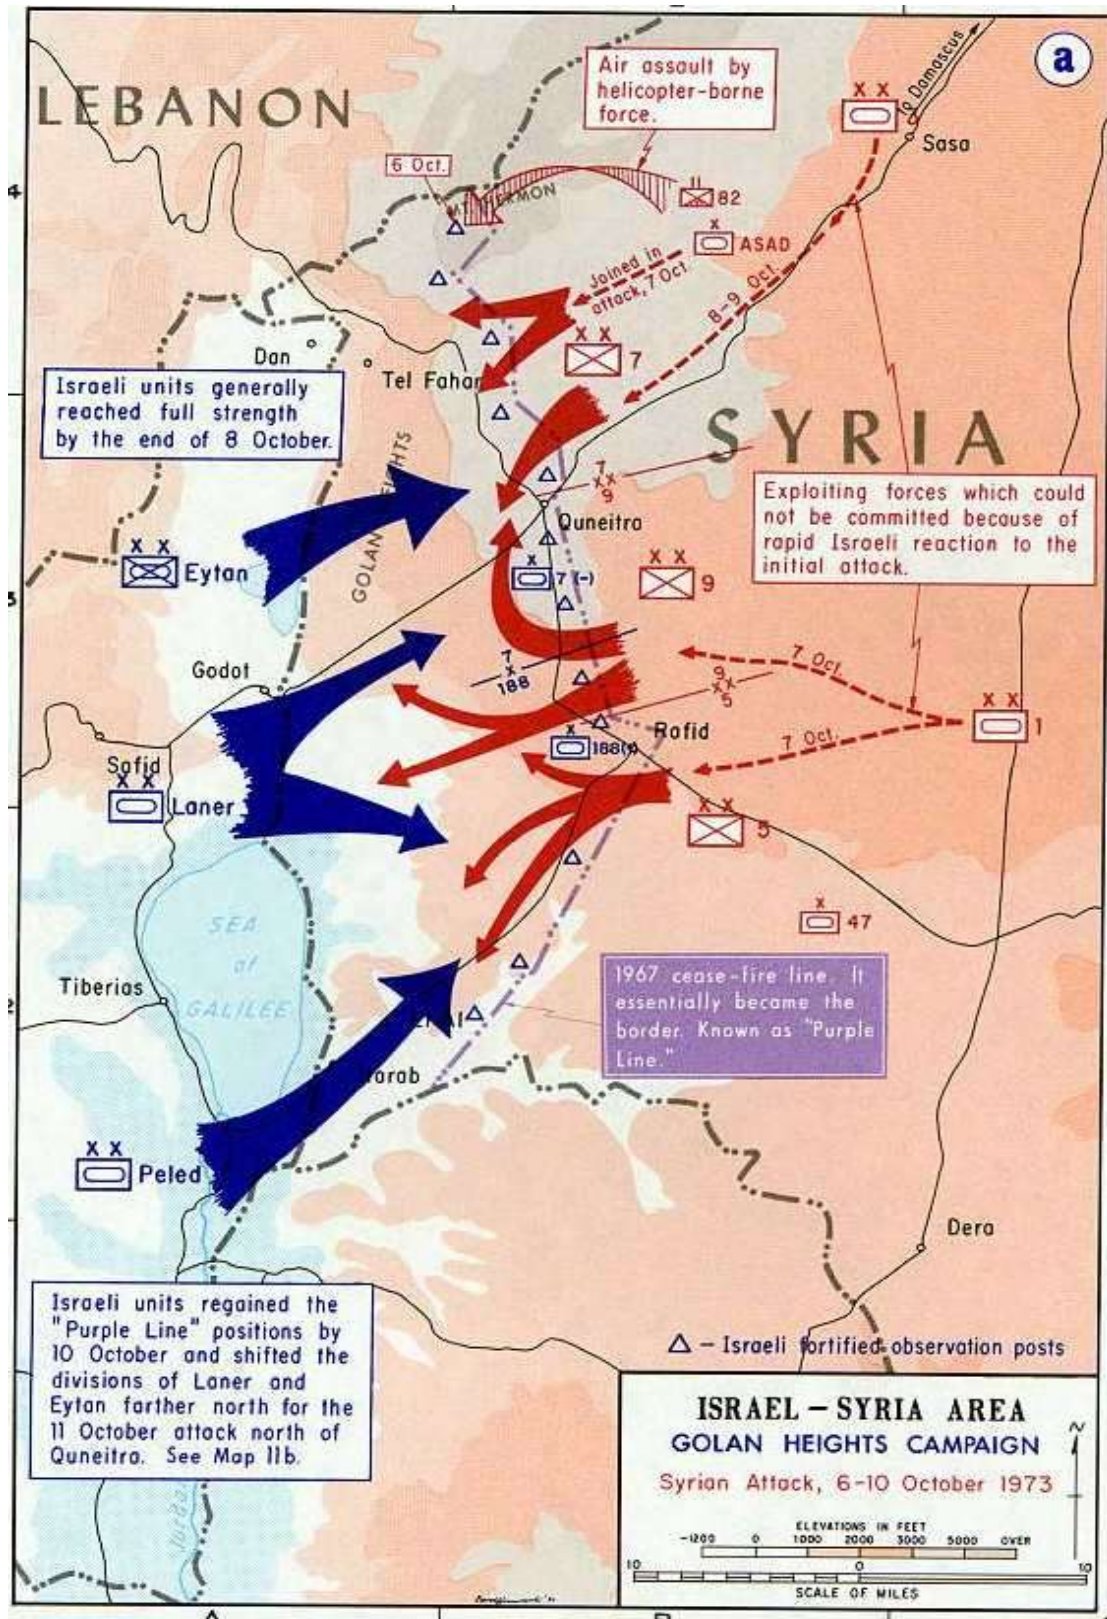 a
LEBANON
Air assault by
helicopter-borne
force.
X X
To Damascus
Sasa
4
6 Oct.
MT HERMON
II
82
X
ASAD
Joined in
attack, 7 Oct.
8-9 Oct.
X X
7
Dan
Tel Fahar
Israeli units generally
reached full strength
by the end of 8 October.
GOLAN HEIGHTS
SYRIA
7
XX
9
Exploiting forces which could
not be committed because of
rapid Israeli reaction to the
initial attack.
Quneitra
X X
Eytan
X
7 (-)
X X
9
Godot
7
X
188
7 Oct.
9
XX
5
X X
1
7 Oct.
Rafid
X
Safid
X X
Laner
X X
5
X
47
SEA
of
GALILEE
Tiberias
1967 cease-fire line. It
essentially became the
border. Known as "Purple
Line."
X X
Peled
Dera
Israeli units regained the
"Purple Line" positions by
10 October and shifted the
divisions of Laner and
Eytan farther north for the
11 October attack north of
Quneitra. See Map 11b.
Jordan
- Israeli fortified observation posts
ISRAEL - SYRIA AREA
GOLAN HEIGHTS CAMPAIGN
Syrian Attack, 6-10 October 1973
N
ELEVATIONS IN FEET
-1200 0 1000 2000 3000 5000 OVER
10 0 10
SCALE OF MILES